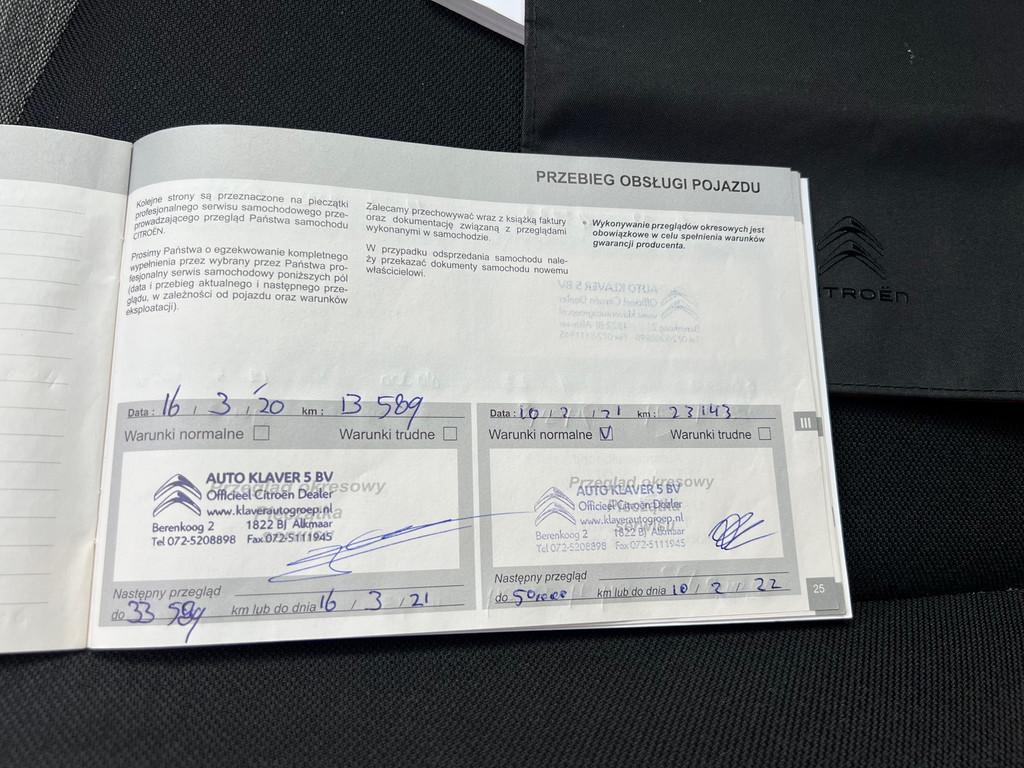 PRZEBIEG OBSŁUGI POJAZDU
Kolejne strony są przeznaczone na pieczątki
profesjonalnego serwisu samochodowego prze-
prowadzającego przegląd Państwa samochodu
CITROËN.
Prosimy Państwa o egzekwowanie kompletnego
wypełnienia przez wybrany przez Państwa pro-
fesjonalny serwis samochodowy poniższych pól
(data i przebieg aktualnego i następnego prze-
glądu, w zależności od pojazdu oraz warunków
eksploatacji).
Zalecamy przechowywać wraz z książką faktury
oraz dokumentację związaną z przeglądami
wykonanymi w samochodzie.
W przypadku odsprzedania samochodu nale-
ży przekazać dokumenty samochodu nowemu
właścicielowi.
• Wykonywanie przeglądów okresowych jest
obowiązkowe w celu spełnienia warunków
gwarancji producenta.
Data : 16 / 3 / '20 km : 13 589
Warunki normalne Warunki trudne
Przegląd okresowy
AUTO KLAVER 5 BV
Officieel Citroën Dealer
www.klaverautogroep.nl
Berenkoog 2 1822 BJ Alkmaar
Tel 072-5208898 Fax 072-5111945
Następny przegląd
do 33 589 km lub do dnia 16 / 3 / 21
Data : 10 / 2 / 21 km : 23143
Warunki normalne Warunki trudne
Przegląd okresowy
AUTO KLAVER 5 BV
Officieel Citroën Dealer
www.klaverautogroep.nl
Berenkoog 2 1822 BJ Alkmaar
Tel 072-5208898 Fax 072-5111945
Następny przegląd
do 50000 km lub do dnia 10 / 2 / 22
III
25
TROËN